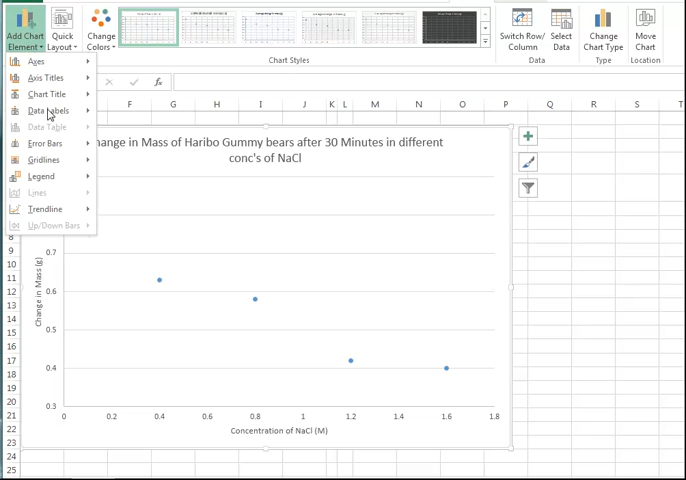 Add Chart Element
Quick Layout
Change Colors
Switch Row/ Column
Select Data
Change Chart Type
Move Chart
Chart Styles
Data
Type
Location
Axes
Axis Titles
Chart Title
Data Labels
Data Table
Error Bars
Gridlines
Legend
Lines
Trendline
Up/Down Bars
fx
F G H I J K L M N O P Q R S T
hange in Mass of Haribo Gummy bears after 30 Minutes in different
conc's of NaCl
8
9
10
11
12
13
14
15
16
17
18
19
20
21
22
23
24
25
0.7
0.6
0.5
0.4
0.3
Change in Mass (g)
0 0.2 0.4 0.6 0.8 1 1.2 1.4 1.6 1.8
Concentration of NaCl (M)